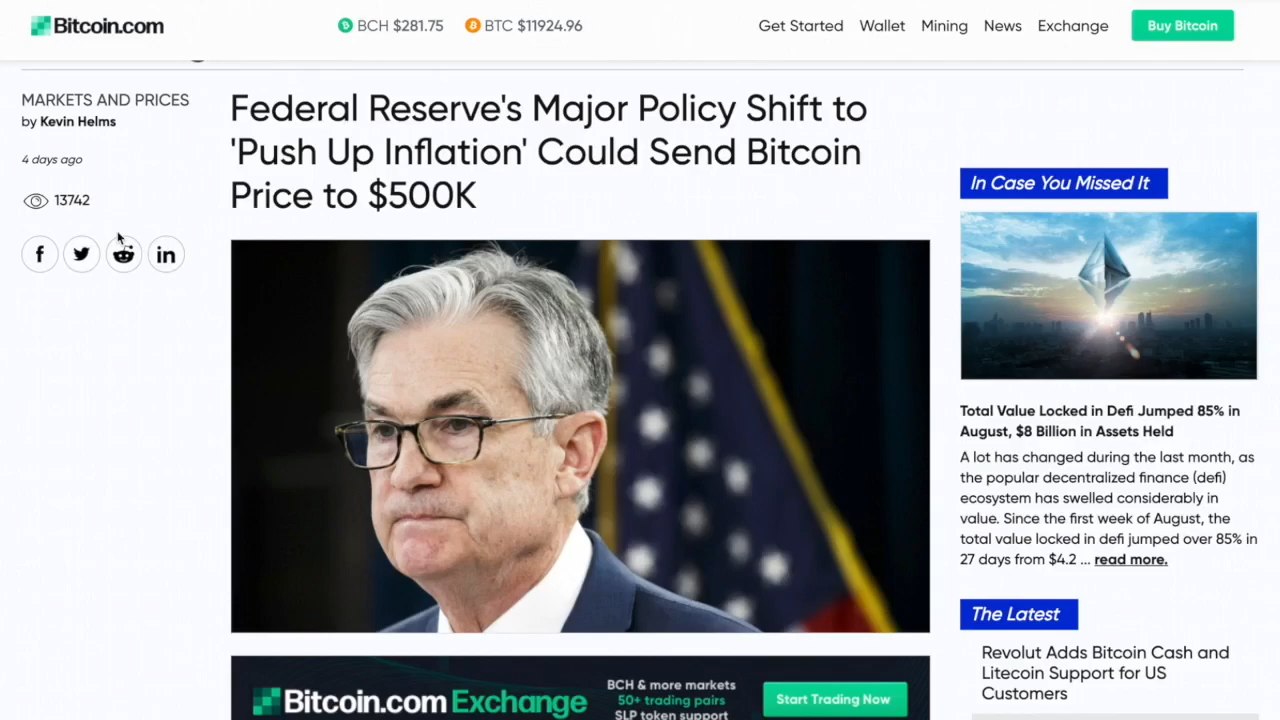 Bitcoin.com
BCH $281.75
BTC $11924.96
Get Started
Wallet
Mining
News
Exchange
Buy Bitcoin
MARKETS AND PRICES
by Kevin Helms
4 days ago
13742
f
in
Federal Reserve's Major Policy Shift to
'Push Up Inflation' Could Send Bitcoin
Price to $500K
Bitcoin.com Exchange
BCH & more markets
50+ trading pairs
SLP token support
Start Trading Now
In Case You Missed It
Total Value Locked in Defi Jumped 85% in
August, $8 Billion in Assets Held
A lot has changed during the last month, as
the popular decentralized finance (defi)
ecosystem has swelled considerably in
value. Since the first week of August, the
total value locked in defi jumped over 85% in
27 days from $4.2 ... read more.
The Latest
Revolut Adds Bitcoin Cash and
Litecoin Support for US
Customers